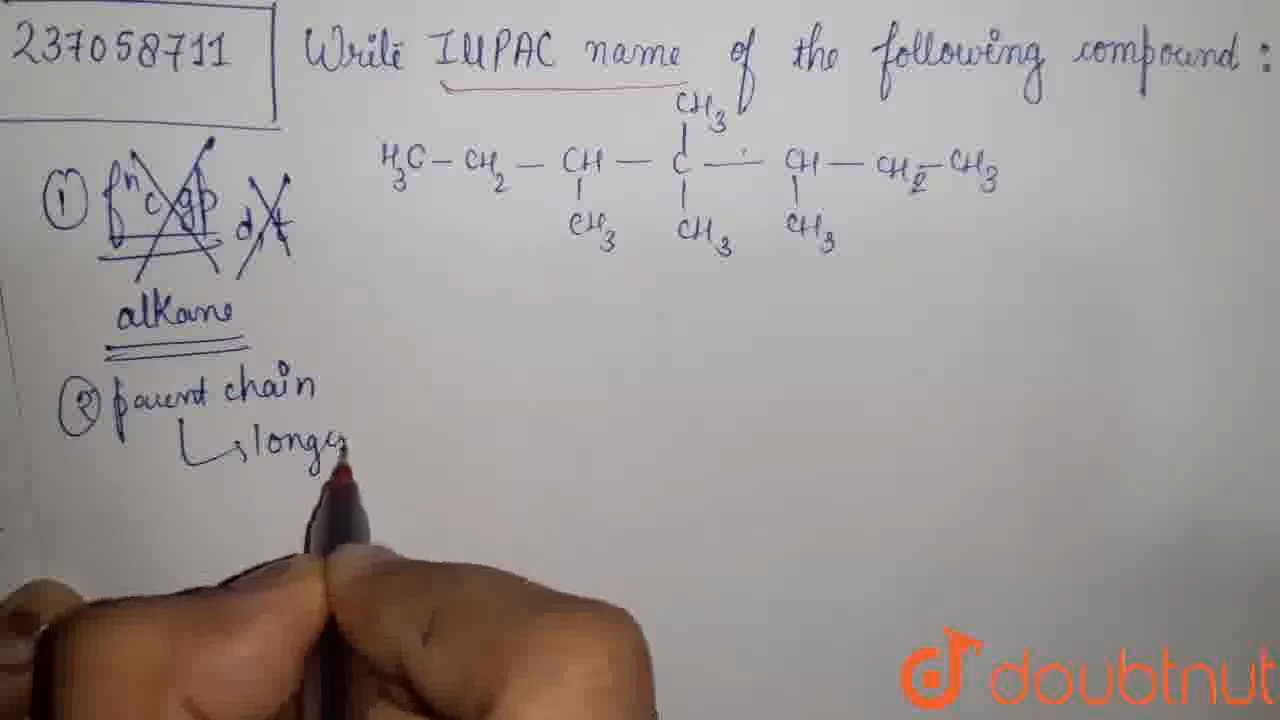 237058711
Write IUPAC name of the following compound :
CH3
H3C - CH2 - CH - C - CH - CH2 - CH3
CH3 CH3 CH3
① fn c gp d,t
alkane
② parent chain
↳ longes
doubtnut